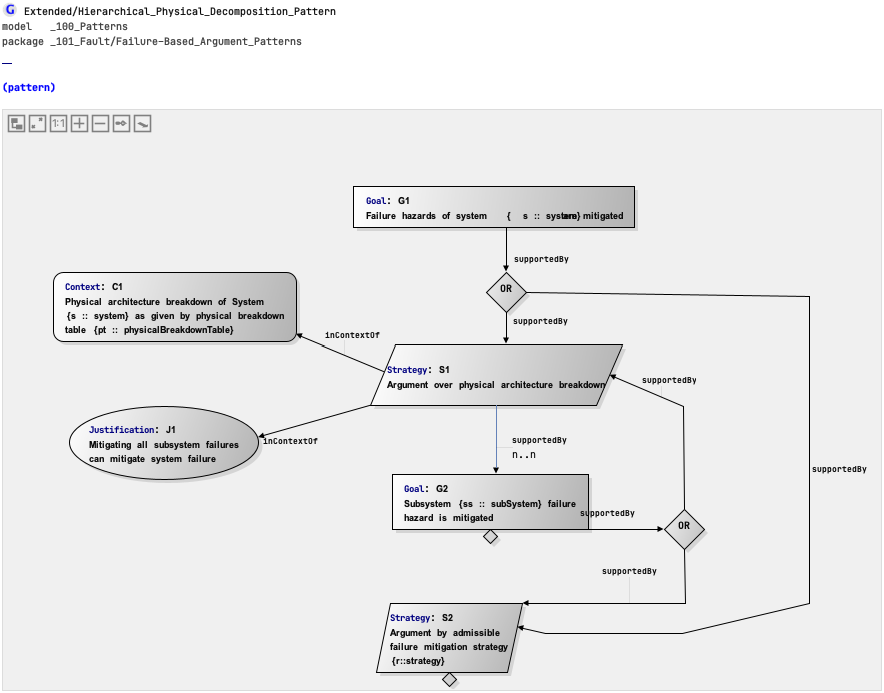 G Extended/Hierarchical_Physical_Decomposition_Pattern
model _100_Patterns
package _101_Fault/Failure-Based_Argument_Patterns
(pattern)
1:1
Goal: G1
Failure hazards of system { s :: system} are mitigated
supportedBy
OR
supportedBy
Context: C1
Physical architecture breakdown of System
{s :: system} as given by physical breakdown
table {pt :: physicalBreakdownTable}
inContextOf
Strategy: S1
Argument over physical architecture breakdown
supportedBy
Justification: J1
Mitigating all subsystem failures
can mitigate system failure
inContextOf
supportedBy
n..n
supportedBy
Goal: G2
Subsystem {ss :: subSystem} failure
hazard is mitigated
supportedBy
OR
supportedBy
Strategy: S2
Argument by admissible
failure mitigation strategy
{r::strategy}